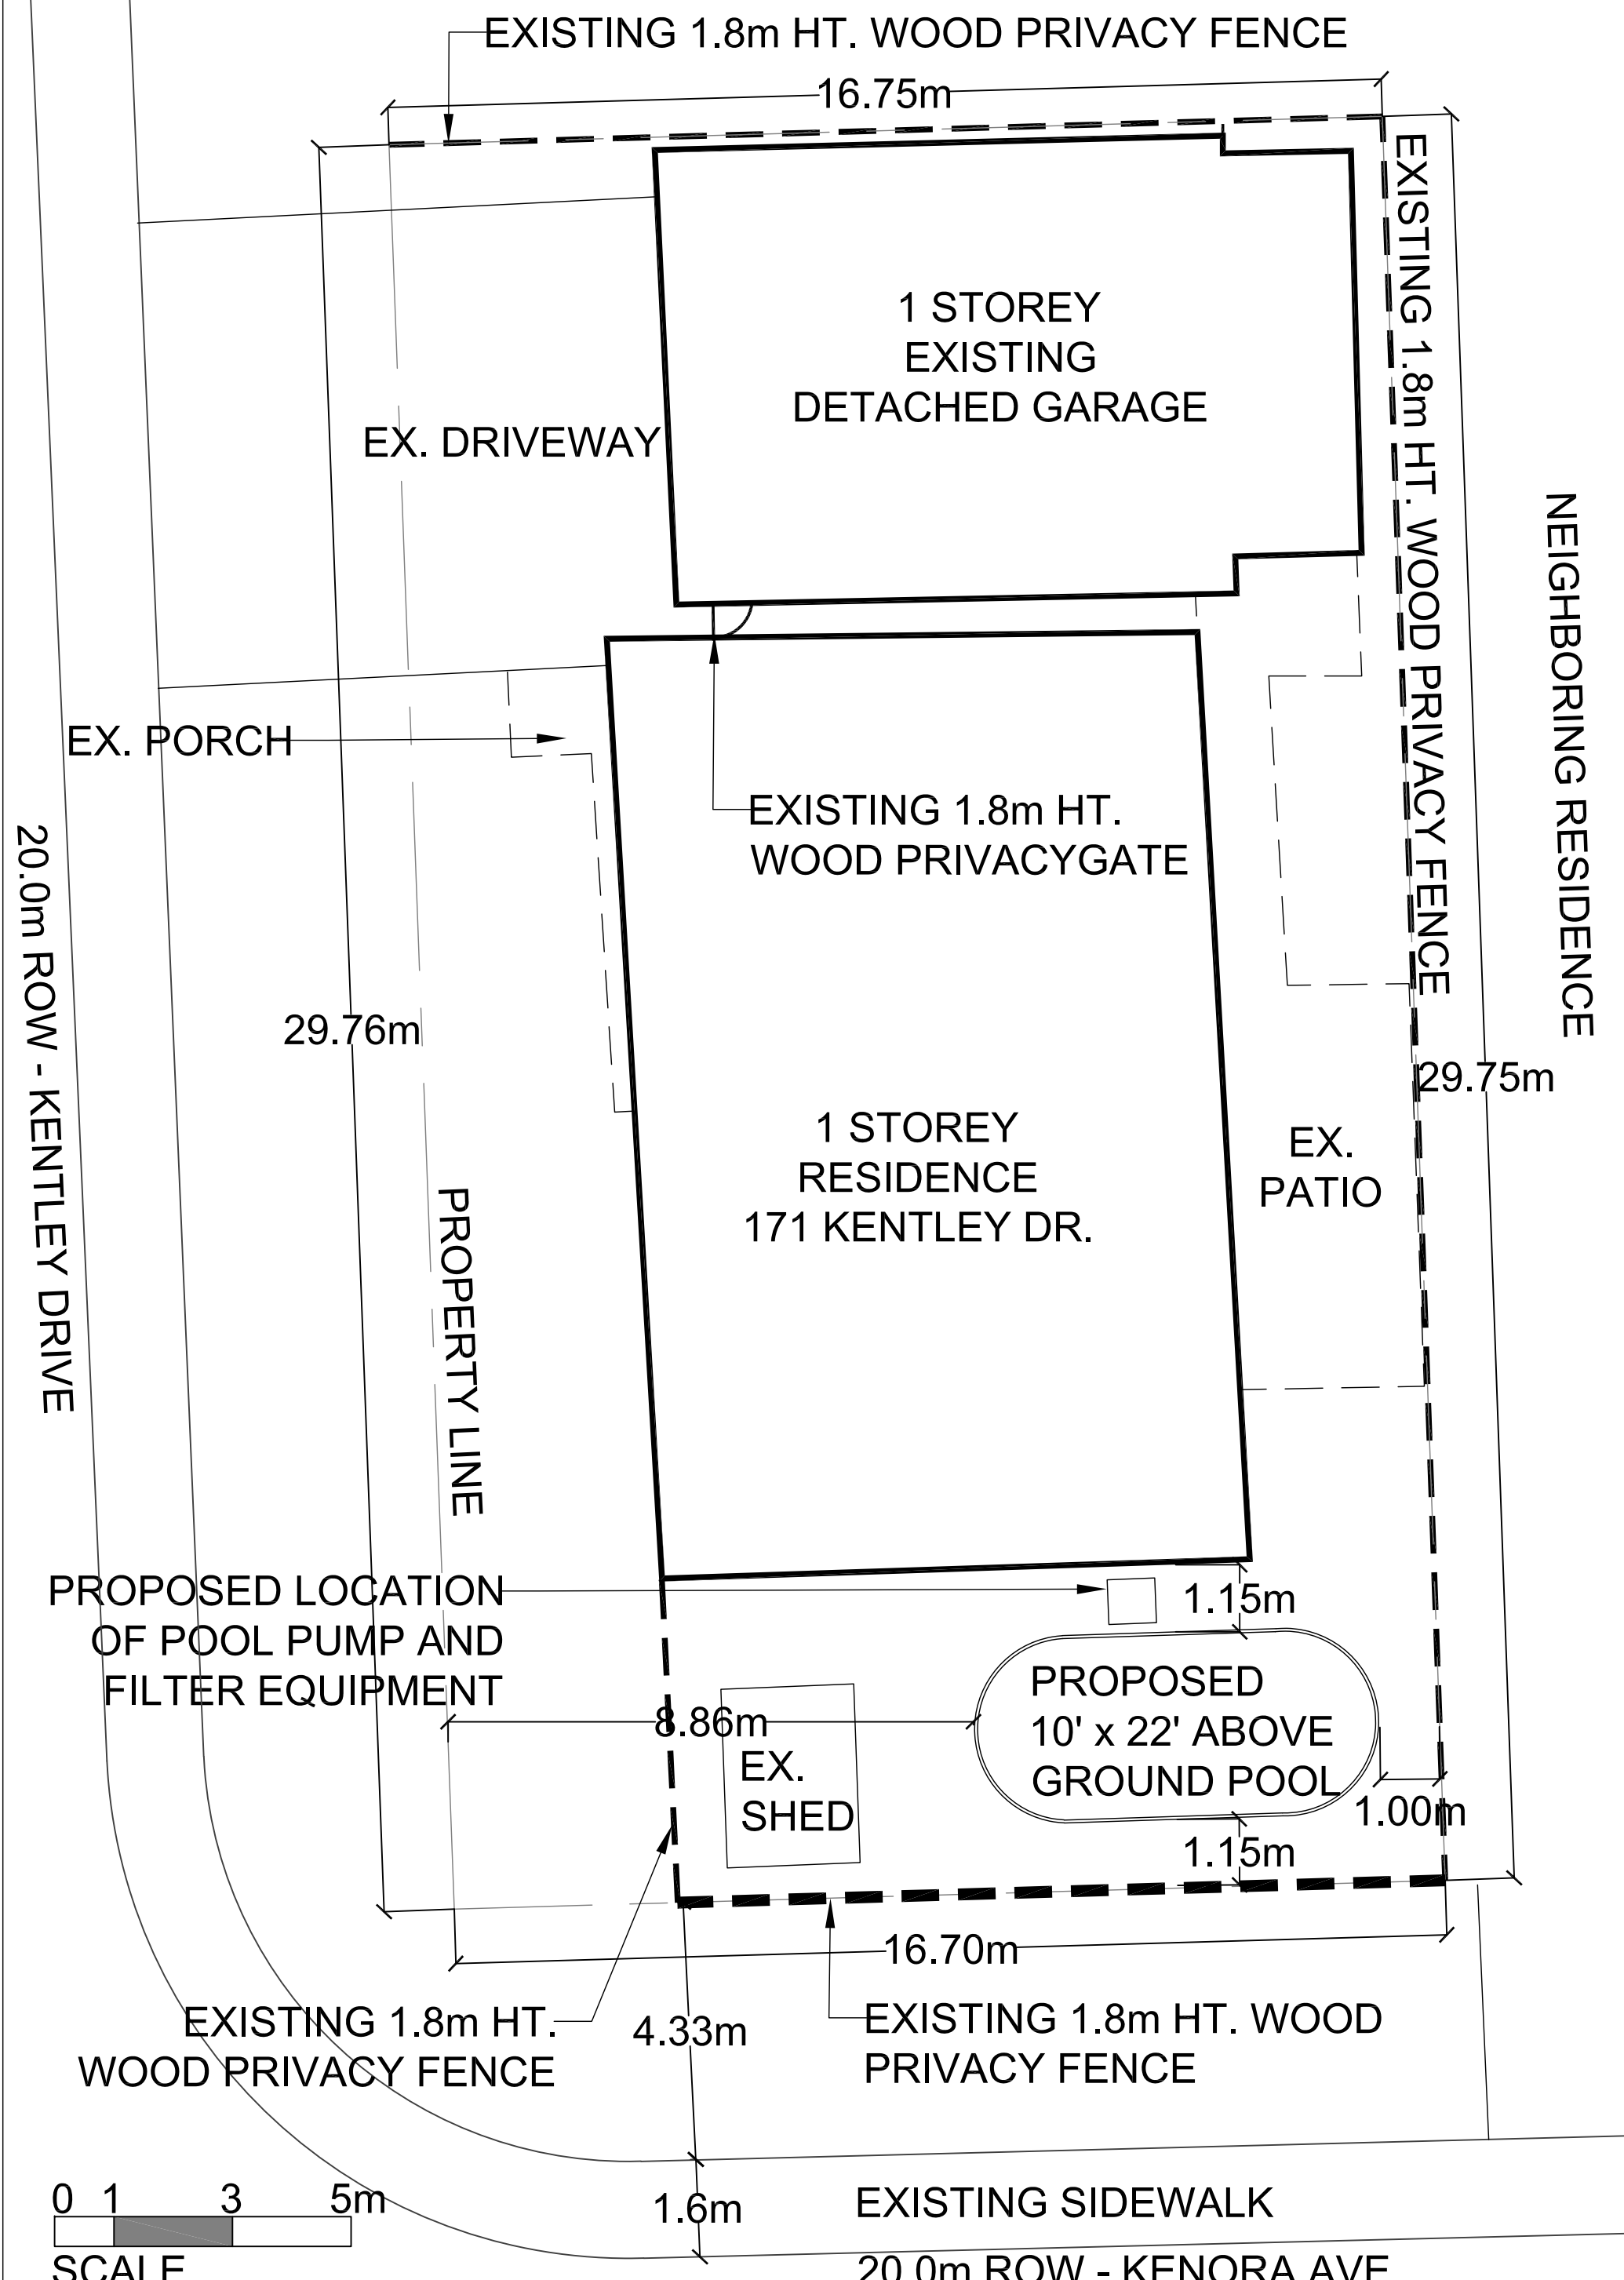 EXISTING 1.8m HT. WOOD PRIVACY FENCE
16.75m
EXISTING 1.8m HT. WOOD PRIVACY FENCE
1 STOREY
EXISTING
DETACHED GARAGE
EX. DRIVEWAY
NEIGHBORING RESIDENCE
EX. PORCH
EXISTING 1.8m HT.
WOOD PRIVACYGATE
20.0m ROW - KENTLEY DRIVE
29.76m
29.75m
1 STOREY
RESIDENCE
171 KENTLEY DR.
EX.
PATIO
PROPERTY LINE
PROPOSED LOCATION
OF POOL PUMP AND
FILTER EQUIPMENT
1.15m
8.86m
PROPOSED
10' x 22' ABOVE
GROUND POOL
EX.
SHED
1.00m
1.15m
16.70m
EXISTING 1.8m HT.
WOOD PRIVACY FENCE
4.33m
EXISTING 1.8m HT. WOOD
PRIVACY FENCE
0 1 3 5m
SCALE
1.6m
EXISTING SIDEWALK
20.0m ROW - KENORA AVE